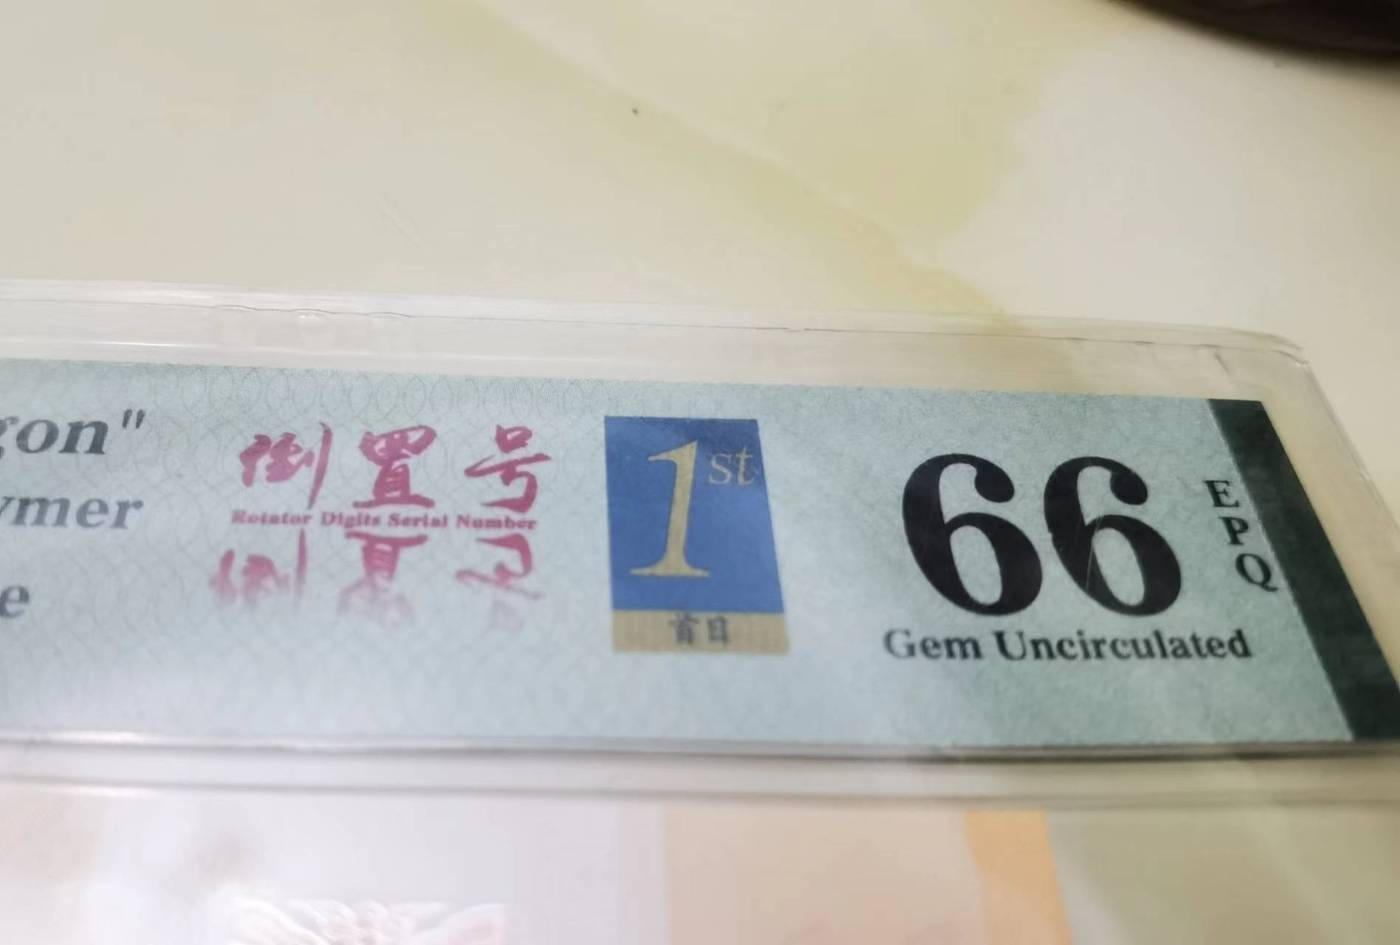 gon"
ymer
e
倒置号
Rotator Digits Serial Number
1st
首日
66
EPQ
Gem Uncirculated